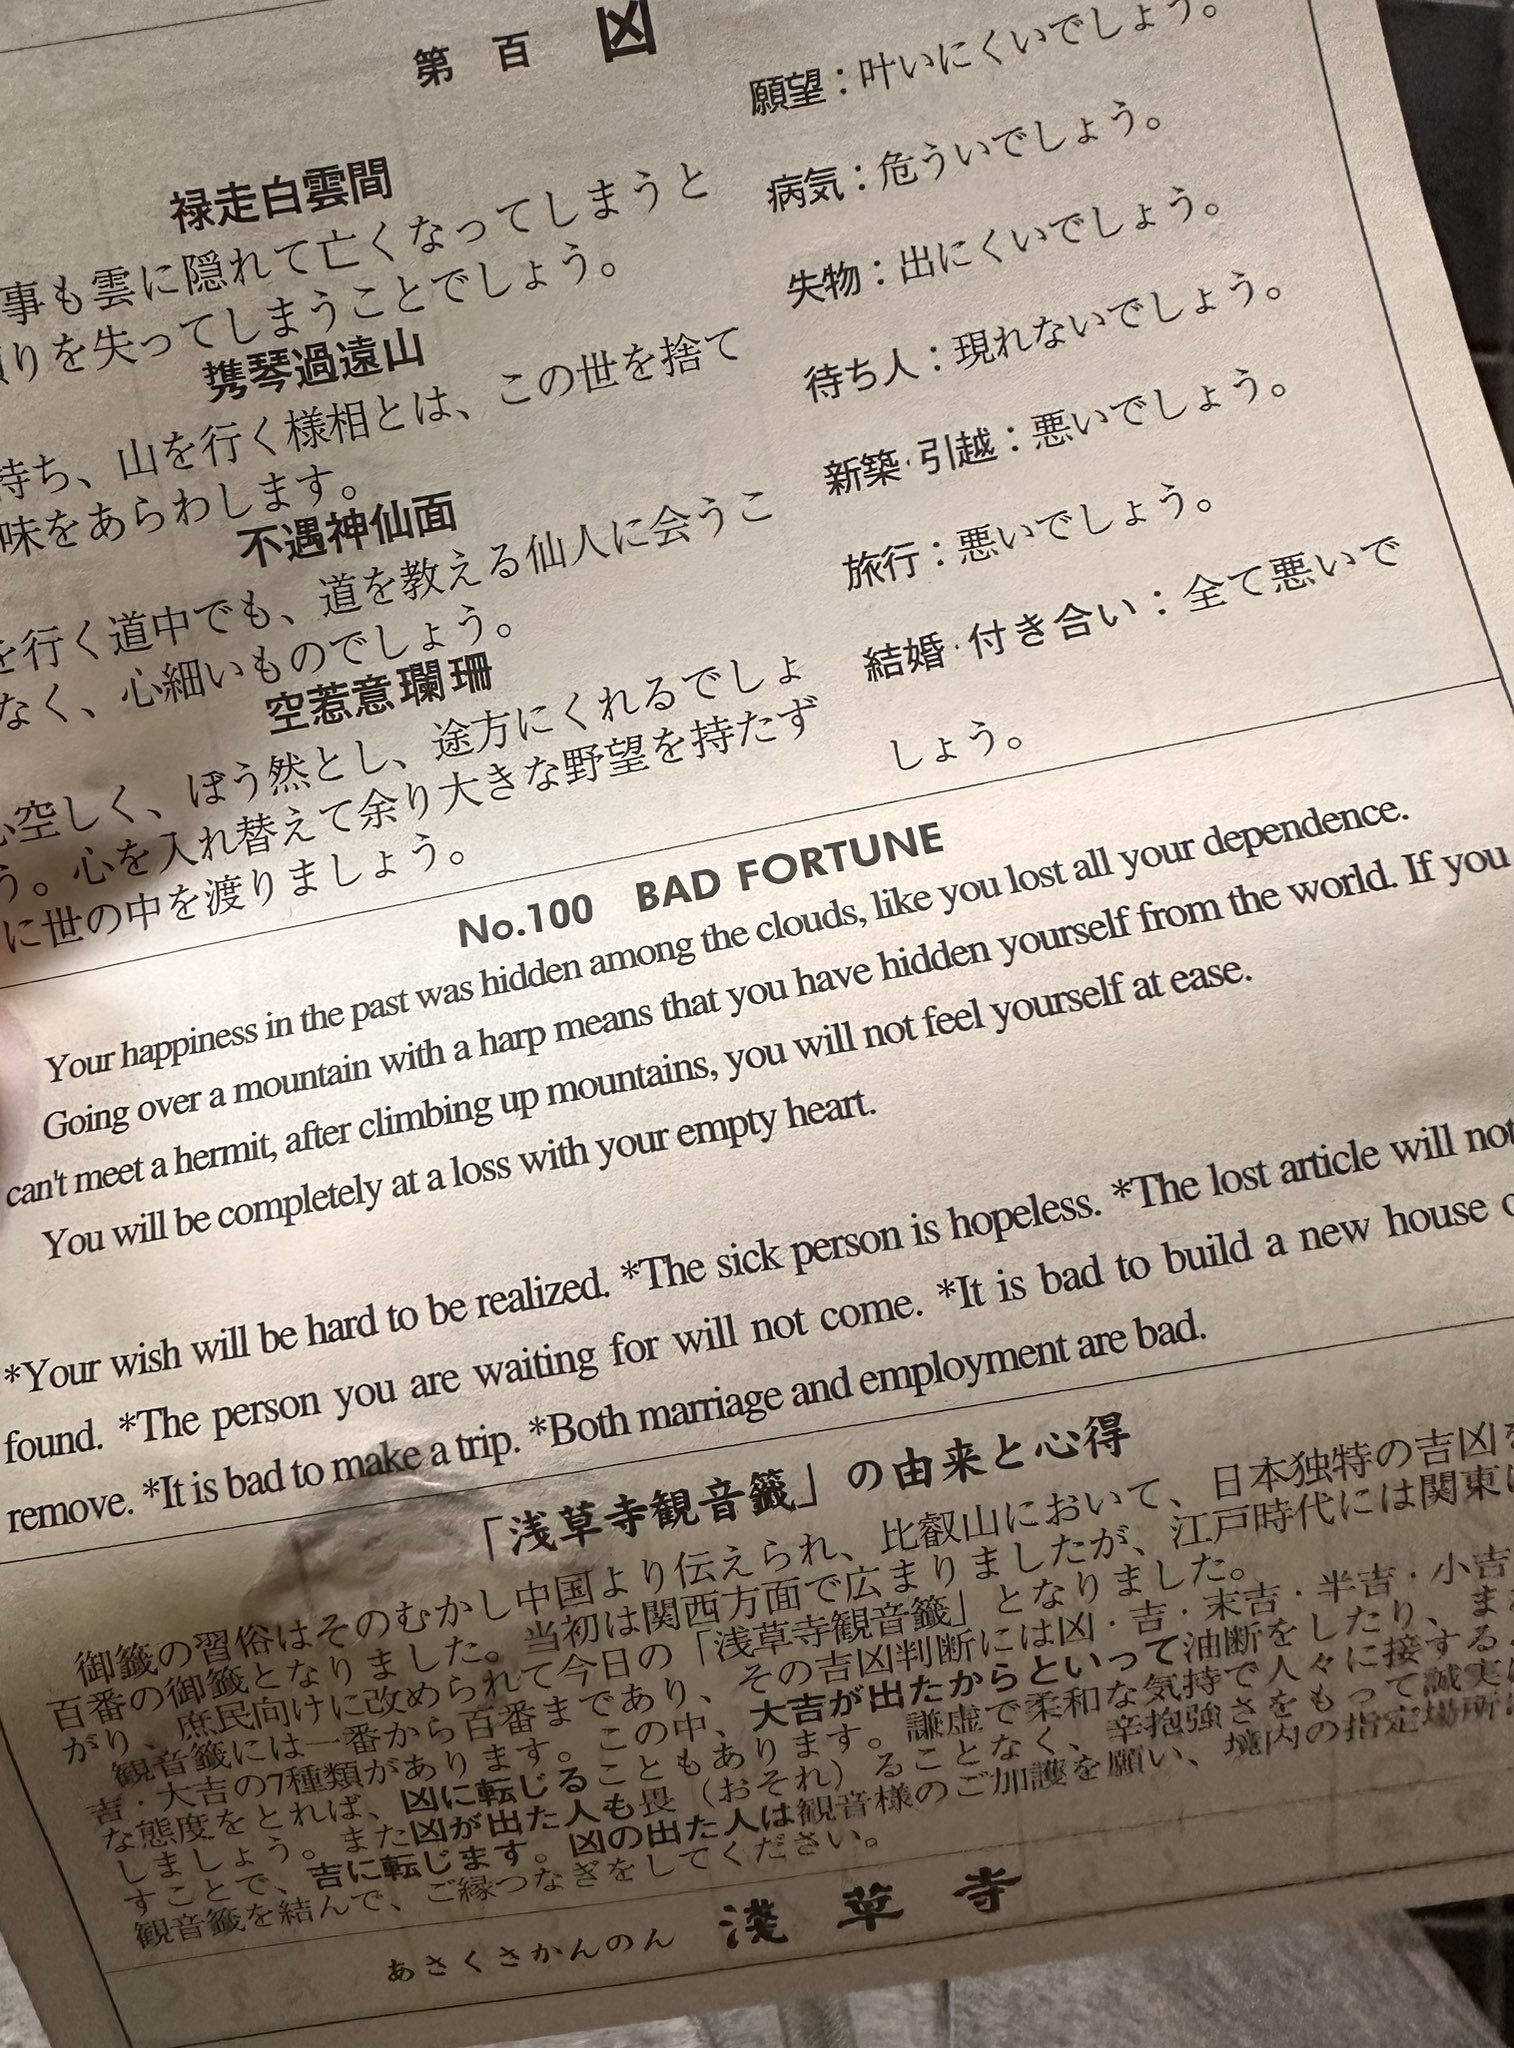 第百 凶
禄走白雲間
事も雲に隠れて亡くなってしまうと
りを失ってしまうことでしょう。
携琴過遠山
待ち、山を行く様相とは、この世を捨て
味をあらわします。
不遇神仙面
を行く道中でも、道を教える仙人に会うこ
なく、心細いものでしょう。
空惹意瓓珊
心空しく、ぼう然とし、途方にくれるでしょ
う。心を入れ替えて余り大きな野望を持たず
に世の中を渡りましょう。
願望：叶いにくいでしょう。
病気：危ういでしょう。
失物：出にくいでしょう。
待ち人：現れないでしょう。
新築・引越：悪いでしょう。
旅行：悪いでしょう。
結婚・付き合い：全て悪いで
しょう。
No.100 BAD FORTUNE
Your happiness in the past was hidden among the clouds, like you lost all your dependence.
Going over a mountain with a harp means that you have hidden yourself from the world. If you
can't meet a hermit, after climbing up mountains, you will not feel yourself at ease.
You will be completely at a loss with your empty heart.
*Your wish will be hard to be realized. *The sick person is hopeless. *The lost article will not
found. *The person you are waiting for will not come. *It is bad to build a new house
remove. *It is bad to make a trip. *Both marriage and employment are bad.
「浅草寺観音籤」の由来と心得
御籤の習俗はそのむかし中国より伝えられ、比叡山において、日本独特の吉凶を
百番の御籤となりました。当初は関西方面で広まりましたが、江戸時代には関東に
がり、庶民向けに改められて今日の「浅草寺観音籤」となりました。
観音籤には一番から百番まであり、その吉凶判断には凶・吉・末吉・半吉・小吉
吉・大吉の7種類があります。この中、大吉が出たからといって油断をしたり、また
な態度をとれば、凶に転じることもあります。謙虚で柔和な気持で人々に接する
しましょう。また凶が出た人も畏（おそれ）ることなく、辛抱強さをもって誠実に
すことで、吉に転じます。凶の出た人は観音様のご加護を願い、境内の指定場所に
観音籤を結んで、ご縁つなぎをしてください。
あさくさかんのん 淺草寺